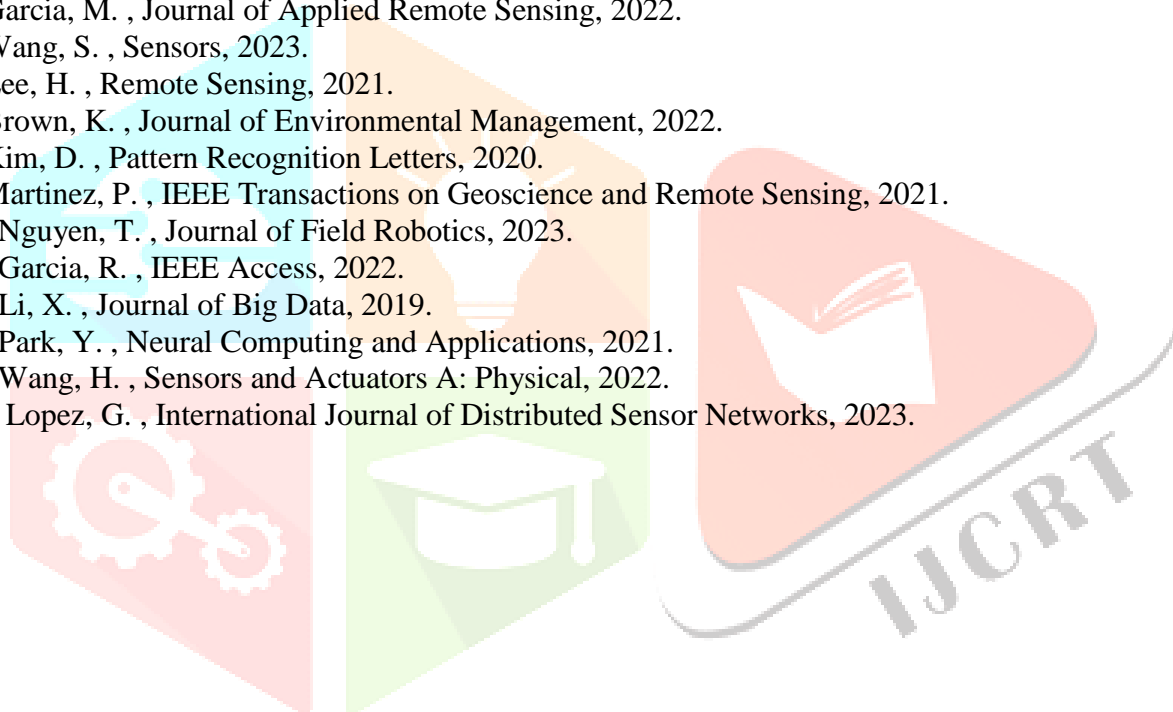 Garcia, M. , Journal of Applied Remote Sensing, 2022.
Wang, S. , Sensors, 2023.
Lee, H. , Remote Sensing, 2021.
Brown, K. , Journal of Environmental Management, 2022.
Kim, D. , Pattern Recognition Letters, 2020.
Martinez, P. , IEEE Transactions on Geoscience and Remote Sensing, 2021.
Nguyen, T. , Journal of Field Robotics, 2023.
Garcia, R. , IEEE Access, 2022.
Li, X. , Journal of Big Data, 2019.
Park, Y. , Neural Computing and Applications, 2021.
Wang, H. , Sensors and Actuators A: Physical, 2022.
Lopez, G. , International Journal of Distributed Sensor Networks, 2023.
IJCRT